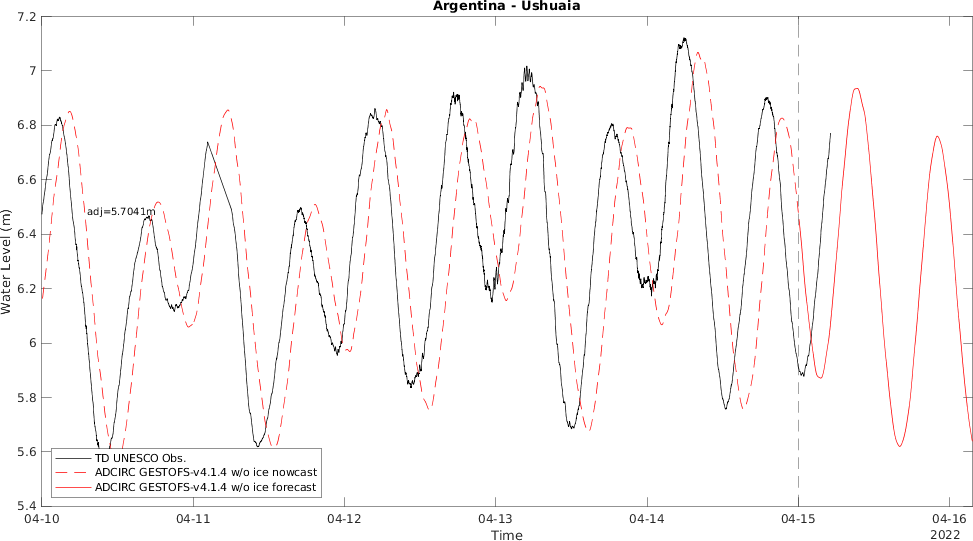 Argentina - Ushuaia
7.2
7
6.8
6.6
6.4
6.2
6
5.8
5.6
5.4
Water Level (m)
adj=5.7041m
TD UNESCO Obs.
ADCIRC GESTOFS-v4.1.4 w/o ice nowcast
ADCIRC GESTOFS-v4.1.4 w/o ice forecast
04-10 04-11 04-12 04-13 04-14 04-15 04-16
Time
2022